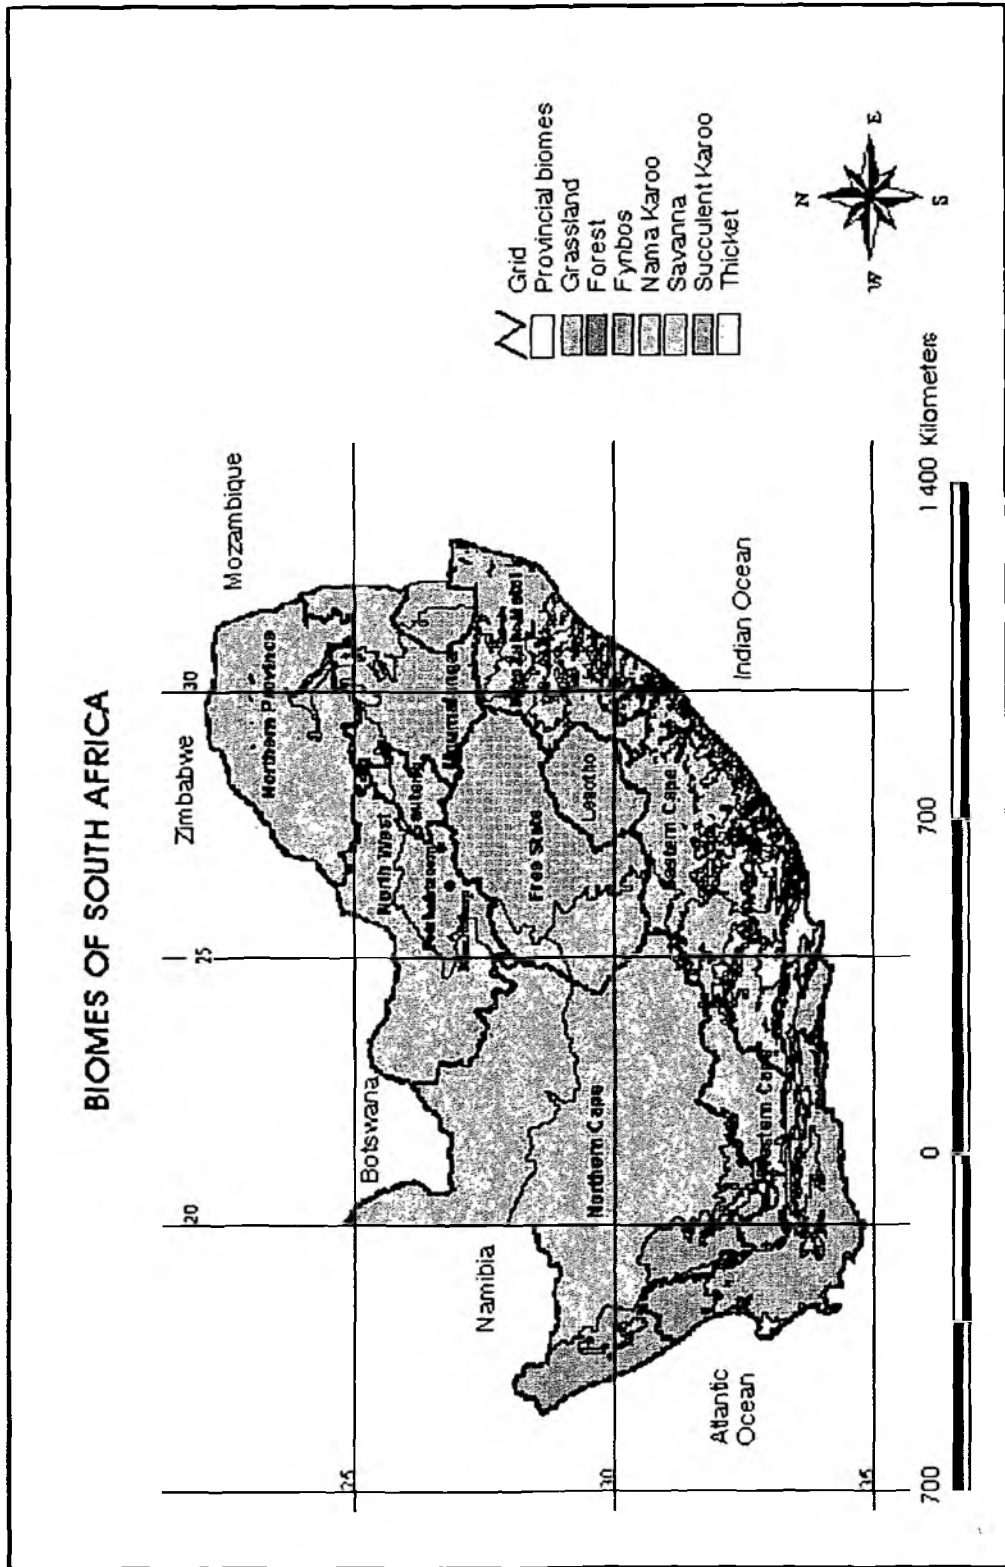 BIOMES OF SOUTH AFRICA
Zimbabwe
Mozambique
Botswana
Namibia
Atlantic
Ocean
Indian Ocean
20
25
30
25
30
35
Northern Province
North West
Free State
Lesotho
Northern Cape
Eastern Cape
Grid
Provincial biomes
Grassland
Forest
Fynbos
Nama Karoo
Savanna
Succulent Karoo
Thicket
N
W
E
S
700
0
700
1 400 Kilometers